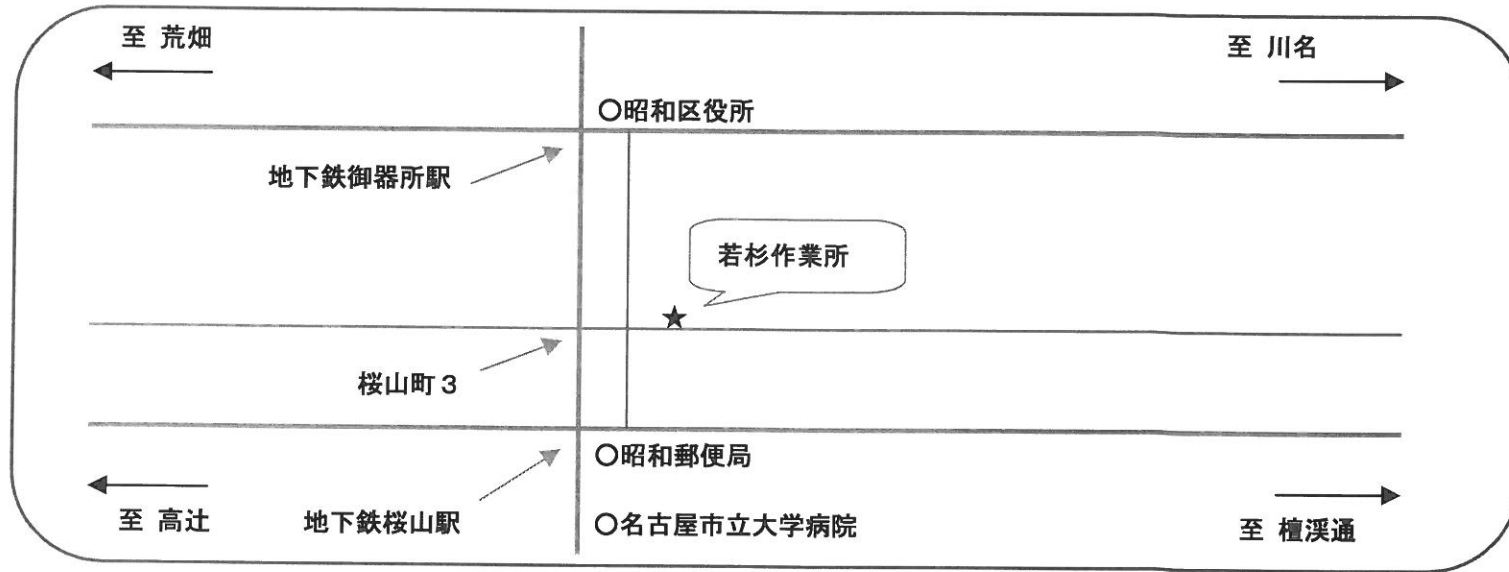 至 荒畑
至 川名
○昭和区役所
地下鉄御器所駅
若杉作業所
桜山町3
○昭和郵便局
至 高辻
地下鉄桜山駅
○名古屋市立大学病院
至 檀渓通